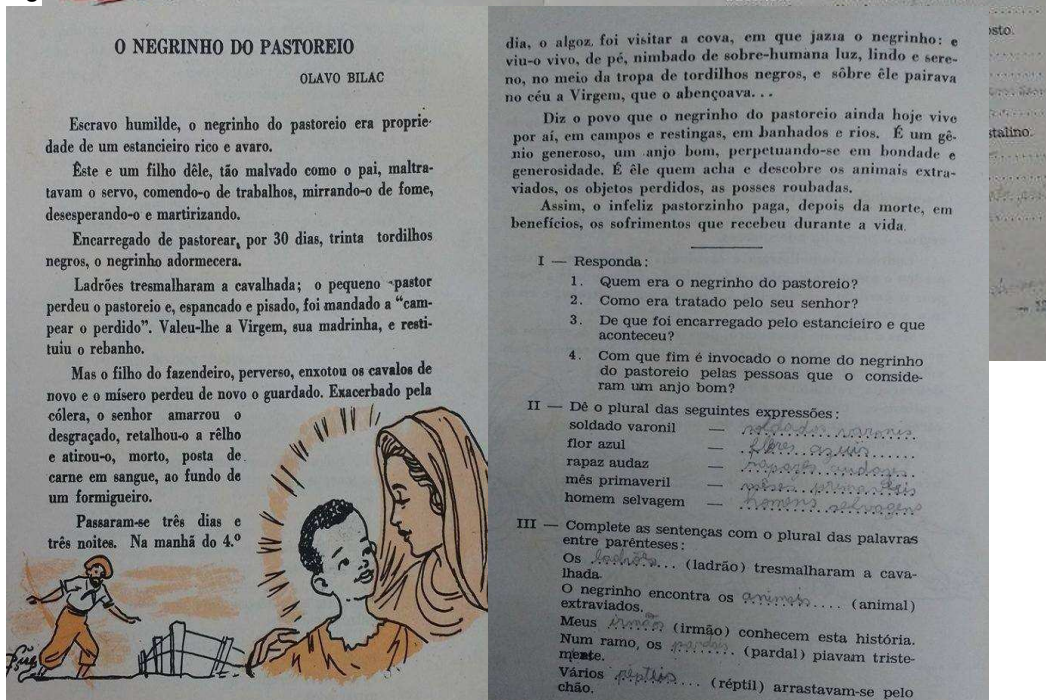 O NEGRINHO DO PASTOREIO
OLAVO BILAC
Escravo humilde, o negrinho do pastoreio era proprie-
dade de um estancieiro rico e avaro.
Êste e um filho dêle, tão malvado como o pai, maltra-
tavam o servo, comendo-o de trabalhos, mirrando-o de fome,
desesperando-o e martirizando.
Encarregado de pastorear, por 30 dias, trinta tordilhos
negros, o negrinho adormecera.
Ladrões tresmalharam a cavalhada; o pequeno pastor
perdeu o pastoreio e, espancado e pisado, foi mandado a "cam-
pear o perdido". Valeu-lhe a Virgem, sua madrinha, e resti-
tuiu o rebanho.
Mas o filho do fazendeiro, perverso, enxotou os cavalos de
novo e o mísero perdeu de novo o guardado. Exacerbado pela
cólera, o senhor amarrou o
desgraçado, retalhou-o a rêlho
e atirou-o, morto, posta de
carne em sangue, ao fundo de
um formigueiro.
Passaram-se três dias e
três noites. Na manhã do 4.º
dia, o algoz, foi visitar a cova, em que jazia o negrinho: e
viu-o vivo, de pé, nimbado de sobre-humana luz, lindo e sere-
no, no meio da tropa de tordilhos negros, e sôbre êle pairava
no céu a Virgem, que o abençoava...
Diz o povo que o negrinho do pastoreio ainda hoje vive
por aí, em campos e restingas, em banhados e rios. É um gê-
nio generoso, um anjo bom, perpetuando-se em bondade e
generosidade. É êle quem acha e descobre os animais extra-
viados, os objetos perdidos, as posses roubadas.
Assim, o infeliz pastorzinho paga, depois da morte, em
benefícios, os sofrimentos que recebeu durante a vida.
I — Responda:
1. Quem era o negrinho do pastoreio?
2. Como era tratado pelo seu senhor?
3. De que foi encarregado pelo estancieiro e que
aconteceu?
4. Com que fim é invocado o nome do negrinho
do pastoreio pelas pessoas que o conside-
ram um anjo bom?
II — Dê o plural das seguintes expressões:
soldado varonil — soldados varonis
flor azul — flores azuis
rapaz audaz — rapazes audazes
mês primaveril — mêses primaveris
homem selvagem — homens selvagens
III — Complete as sentenças com o plural das palavras
entre parênteses:
Os ladrões... (ladrão) tresmalharam a cava-
lhada.
O negrinho encontra os animais.... (animal)
extraviados.
Meus irmãos (irmão) conhecem esta história.
Num ramo, os pardais (pardal) piavam triste-
mente.
Vários répteis... (réptil) arrastavam-se pelo
chão.
sto.
stalino.